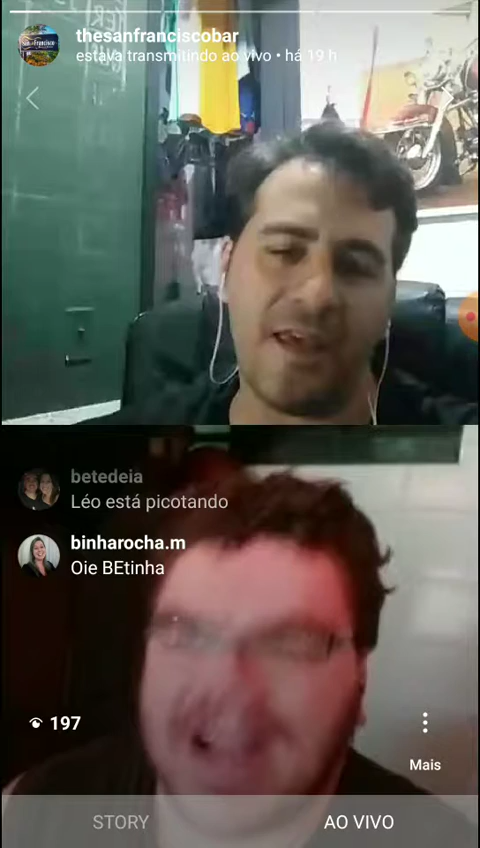 thesanfranciscobar
estava transmitindo ao vivo • há 19 h
betedeia
Léo está picotando
binharocha.m
Oie BEtinha
197
Mais
STORY
AO VIVO